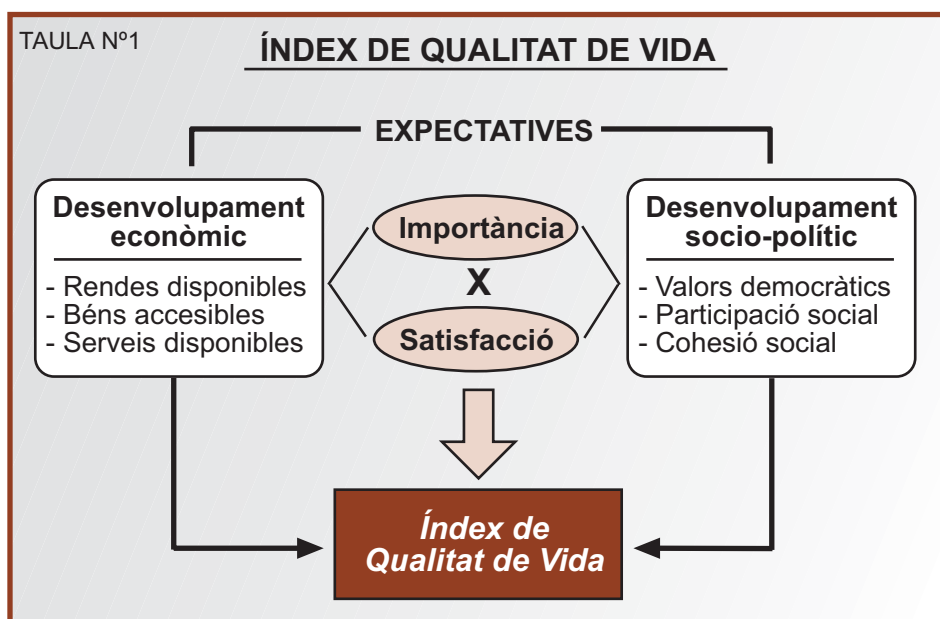 TAULA Nº1
ÍNDEX DE QUALITAT DE VIDA
EXPECTATIVES
Desenvolupament
econòmic
- Rendes disponibles
- Béns accesibles
- Serveis disponibles
Importància
X
Satisfacció
Desenvolupament
socio-polític
- Valors democràtics
- Participació social
- Cohesió social
Índex de
Qualitat de Vida